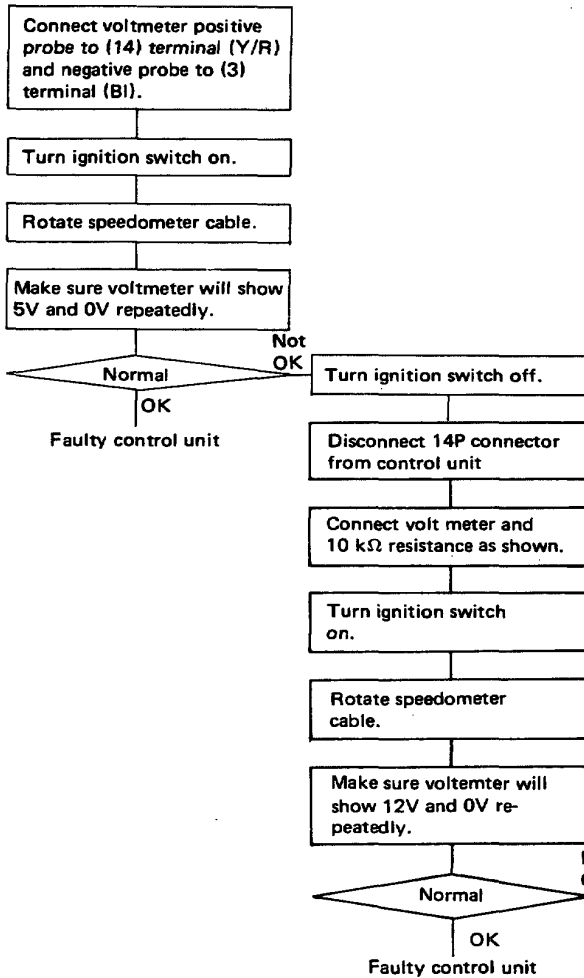 Connect voltmeter positive
probe to (14) terminal (Y/R)
and negative probe to (3)
terminal (BI).
Turn ignition switch on.
Rotate speedometer cable.
Make sure voltmeter will show
5V and 0V repeatedly.
Normal
Not
OK
OK
Faulty control unit
Turn ignition switch off.
Disconnect 14P connector
from control unit
Connect volt meter and
10 kΩ resistance as shown.
Turn ignition switch
on.
Rotate speedometer
cable.
Make sure voltemter will
show 12V and 0V re-
peatedly.
Normal
OK
Faulty control unit